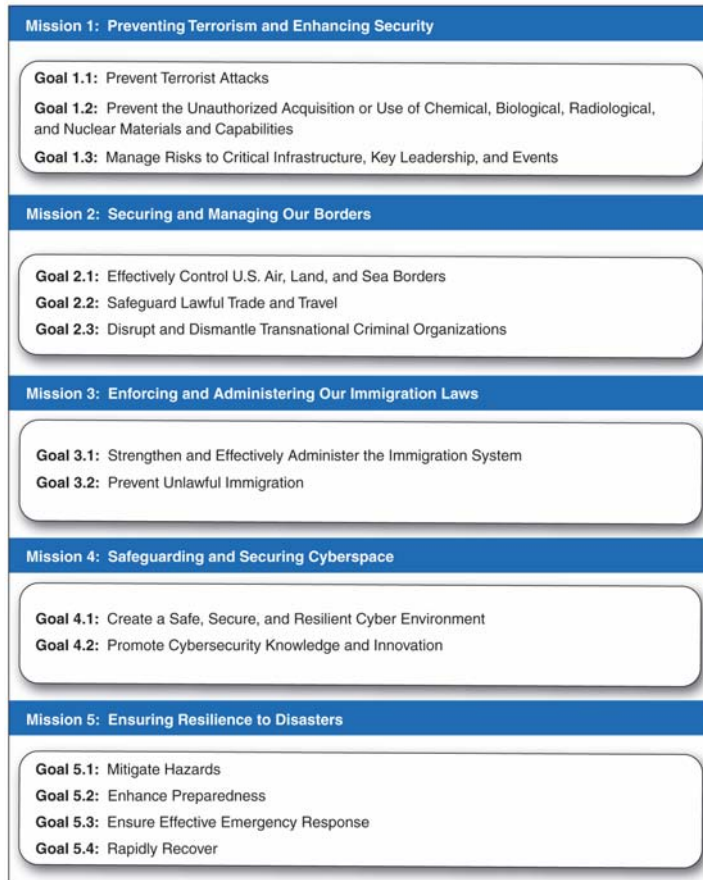 Mission 1: Preventing Terrorism and Enhancing Security
Goal 1.1: Prevent Terrorist Attacks
Goal 1.2: Prevent the Unauthorized Acquisition or Use of Chemical, Biological, Radiological,
and Nuclear Materials and Capabilities
Goal 1.3: Manage Risks to Critical Infrastructure, Key Leadership, and Events
Mission 2: Securing and Managing Our Borders
Goal 2.1: Effectively Control U.S. Air, Land, and Sea Borders
Goal 2.2: Safeguard Lawful Trade and Travel
Goal 2.3: Disrupt and Dismantle Transnational Criminal Organizations
Mission 3: Enforcing and Administering Our Immigration Laws
Goal 3.1: Strengthen and Effectively Administer the Immigration System
Goal 3.2: Prevent Unlawful Immigration
Mission 4: Safeguarding and Securing Cyberspace
Goal 4.1: Create a Safe, Secure, and Resilient Cyber Environment
Goal 4.2: Promote Cybersecurity Knowledge and Innovation
Mission 5: Ensuring Resilience to Disasters
Goal 5.1: Mitigate Hazards
Goal 5.2: Enhance Preparedness
Goal 5.3: Ensure Effective Emergency Response
Goal 5.4: Rapidly Recover